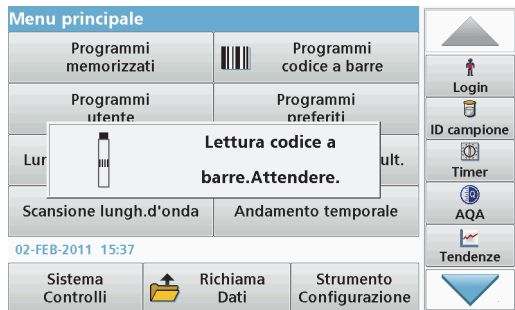 Menu principale
Programmi
memorizzati
Programmi
codice a barre
Programmi
utente
Programmi
preferiti
Lettura codice a
barre.Attendere.
ult.
Scansione lungh.d'onda
Andamento temporale
02-FEB-2011 15:37
Sistema
Controlli
Richiama
Dati
Strumento
Configurazione
Login
ID campione
Timer
AQA
Tendenze